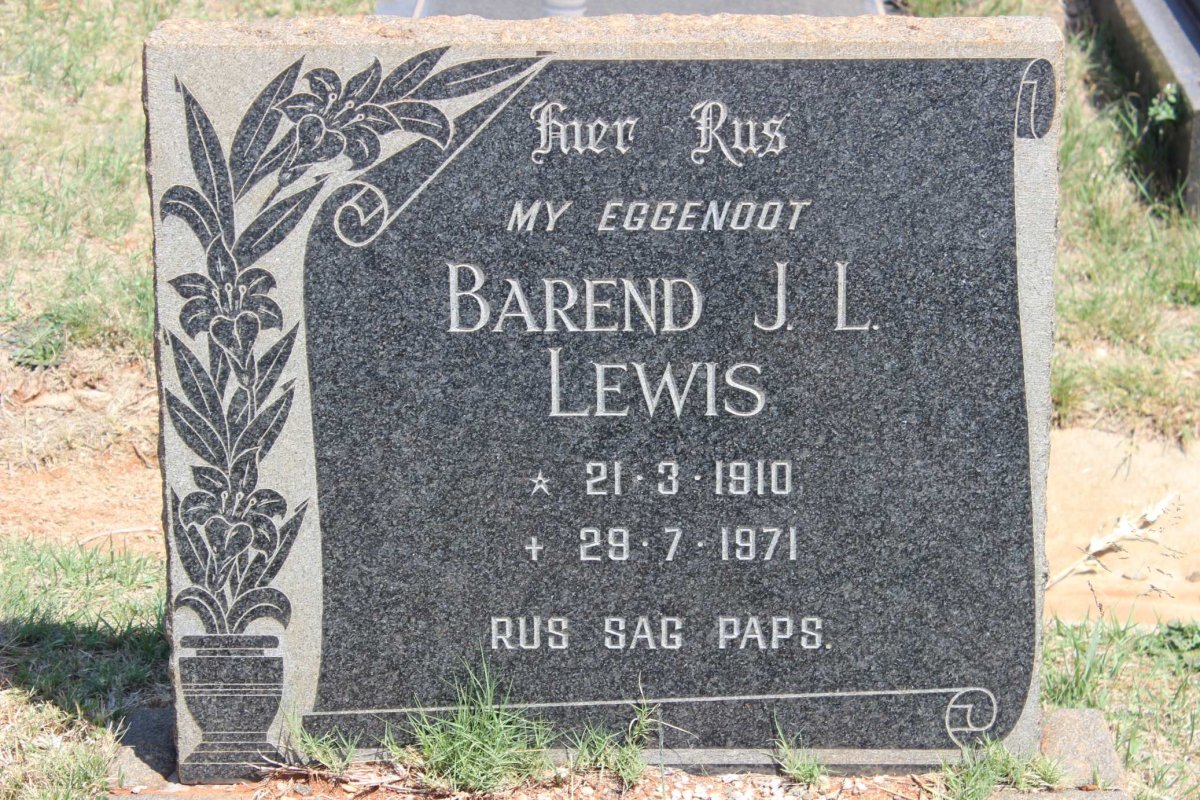 Hier Rus
MY EGGENOOT
BAREND J. L.
LEWIS
☆ 21·3·1910
+ 29·7·1971
RUS SAG PAPS.